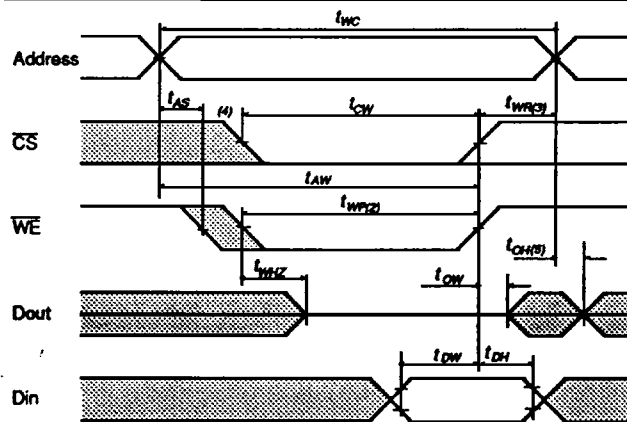 tWC
Address
tAS
(4)
tCW
tWR(3)
CS
tAW
WE
tWP(2)
tOH(5)
tWHZ
tOW
Dout
tDW
tDH
Din